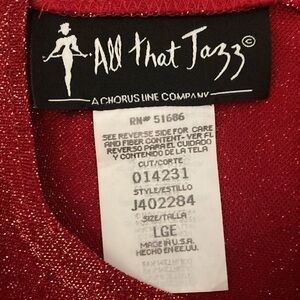 All that Jazz©
A CHORUS LINE COMPANY
RN# 51686
SEE REVERSE SIDE FOR CARE
AND FIBER CONTENT- VER AL
REVERSO PARA EL CUIDADO
Y CONTENIDO DE LA TELA
CUT/CORTE
014231
STYLE/ESTILLO
J402284
SIZE/TALLA
LGE
MADE IN U.S.A.
HECHO EN EE.UU.